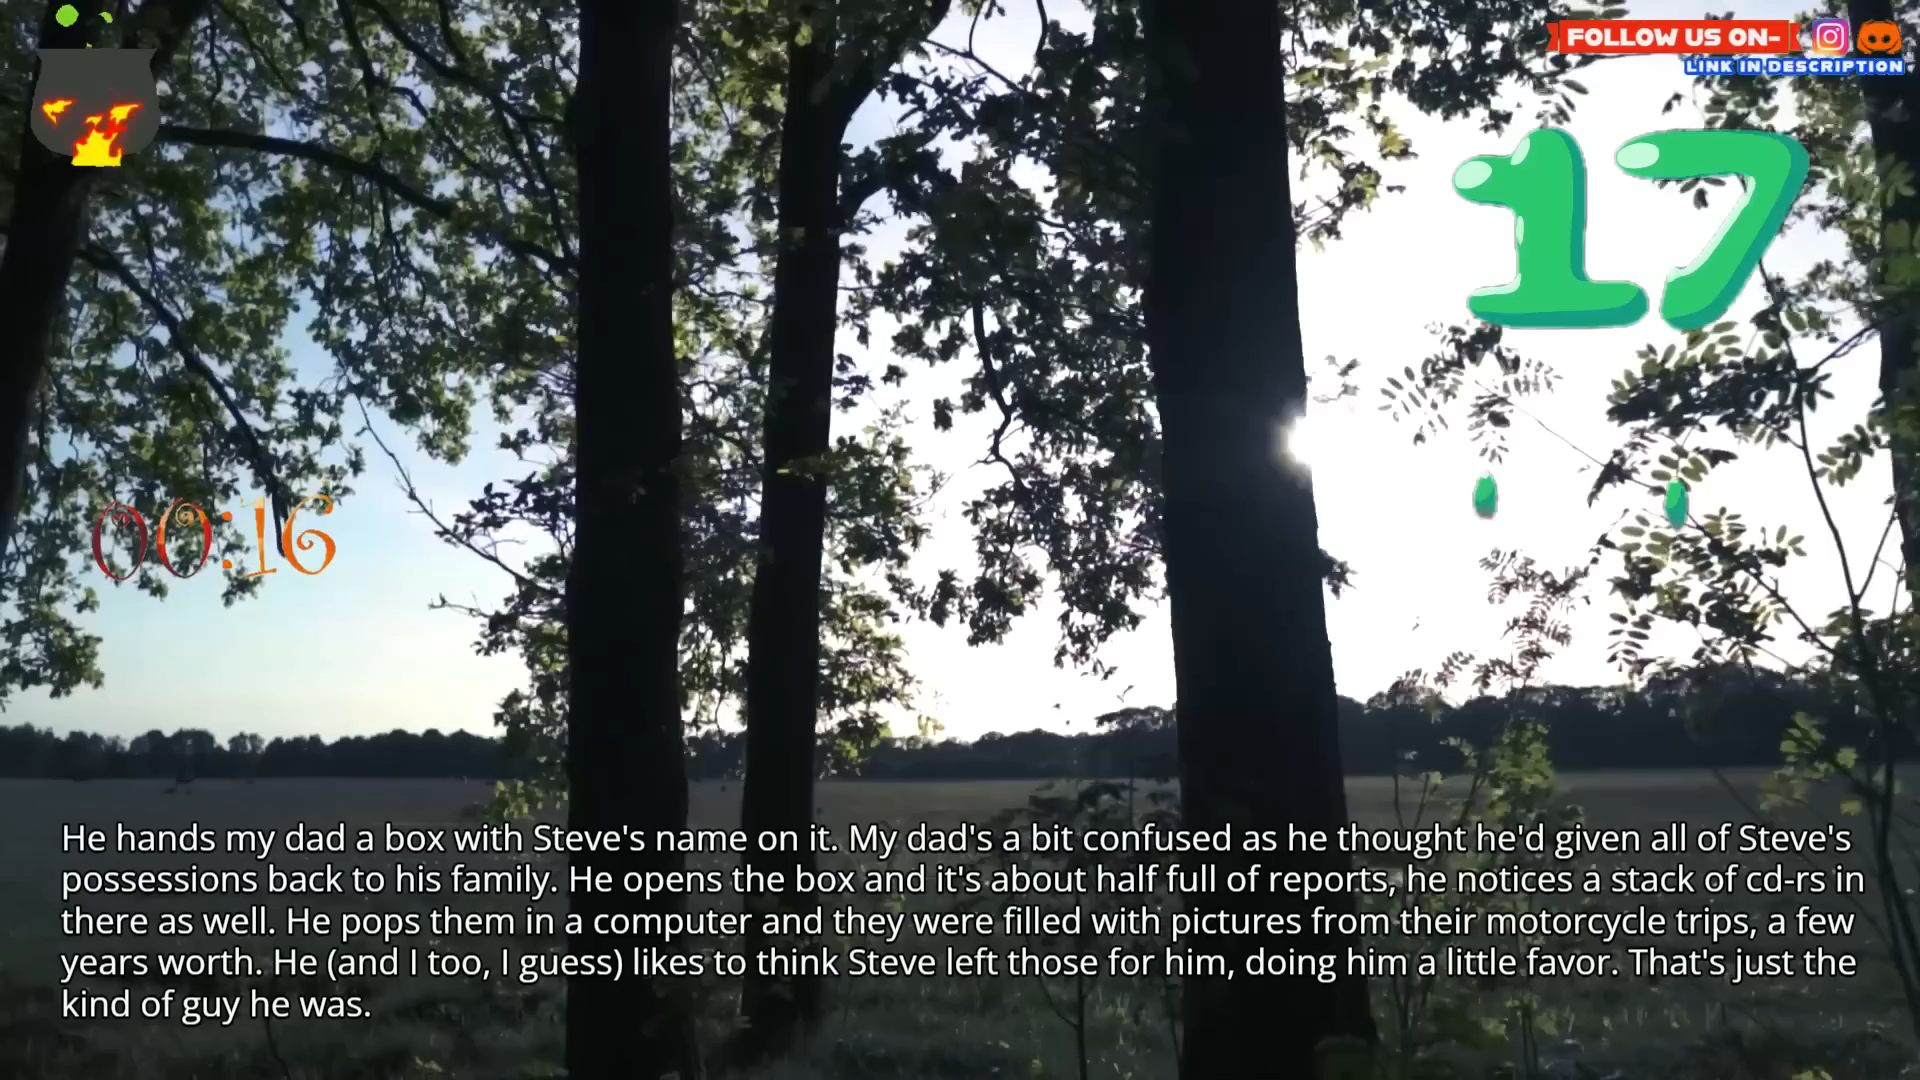 FOLLOW US ON-
LINK IN DESCRIPTION
17
00:16
He hands my dad a box with Steve's name on it. My dad's a bit confused as he thought he'd given all of Steve's
possessions back to his family. He opens the box and it's about half full of reports, he notices a stack of cd-rs in
there as well. He pops them in a computer and they were filled with pictures from their motorcycle trips, a few
years worth. He (and I too, I guess) likes to think Steve left those for him, doing him a little favor. That's just the
kind of guy he was.